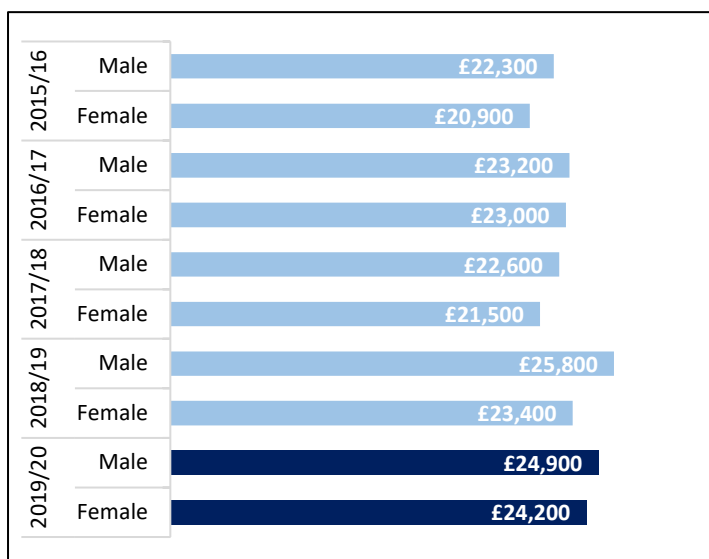 2015/16
Male £22,300
Female £20,900
2016/17
Male £23,200
Female £23,000
2017/18
Male £22,600
Female £21,500
2018/19
Male £25,800
Female £23,400
2019/20
Male £24,900
Female £24,200